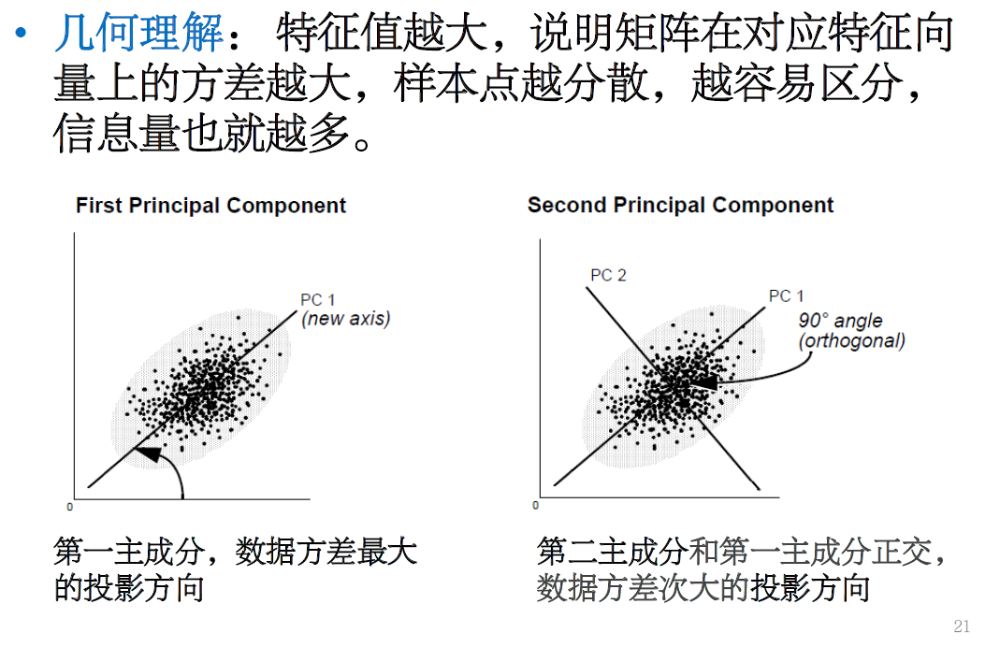 • 几何理解： 特征值越大，说明矩阵在对应特征向
量上的方差越大，样本点越分散，越容易区分，
信息量也就越多。
First Principal Component
PC 1
(new axis)
0
第一主成分，数据方差最大
的投影方向
Second Principal Component
PC 2
PC 1
90° angle
(orthogonal)
0
第二主成分和第一主成分正交，
数据方差次大的投影方向
21